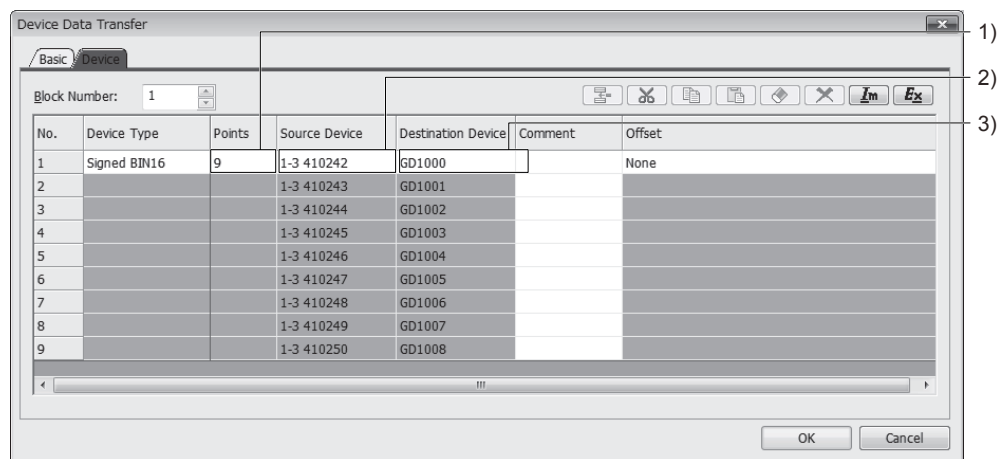 Device Data Transfer
1)
Basic Device
2)
Block Number: 1 Im Ex
3)
No. Device Type Points Source Device Destination Device Comment Offset
1 Signed BIN16 9 1-3 410242 GD1000 None
2 1-3 410243 GD1001
3 1-3 410244 GD1002
4 1-3 410245 GD1003
5 1-3 410246 GD1004
6 1-3 410247 GD1005
7 1-3 410248 GD1006
8 1-3 410249 GD1007
9 1-3 410250 GD1008
OK Cancel